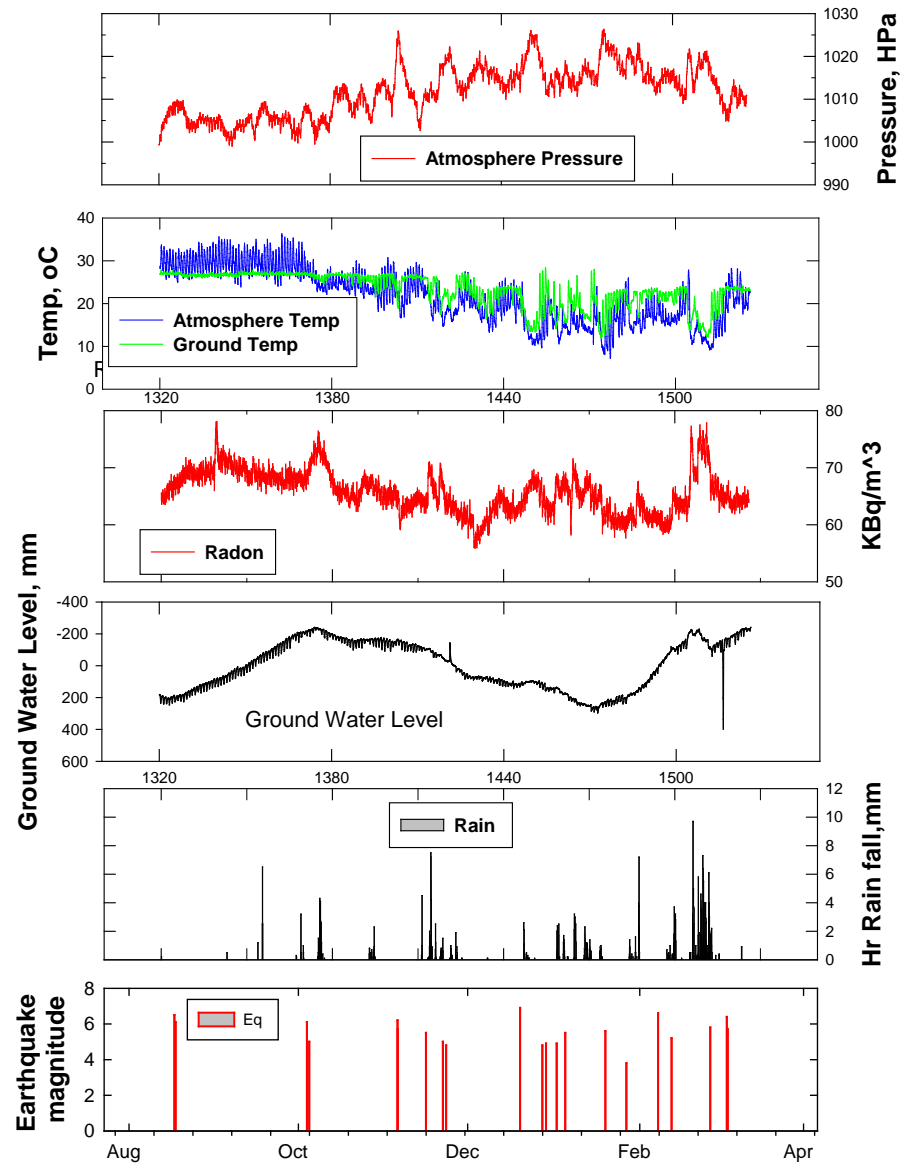 1030
1020
1010
1000
990
Pressure, HPa
Atmosphere Pressure
40
30
20
10
0
Temp, oC
Atmosphere Temp
Ground Temp
R
1320
1380
1440
1500
80
70
60
50
KBq/m^3
Radon
Ground Water Level, mm
-400
-200
0
200
400
600
Ground Water Level
1320
1380
1440
1500
12
10
8
6
4
2
0
Hr Rain fall,mm
Rain
8
6
4
2
0
Earthquake
magnitude
Eq
Aug
Oct
Dec
Feb
Apr